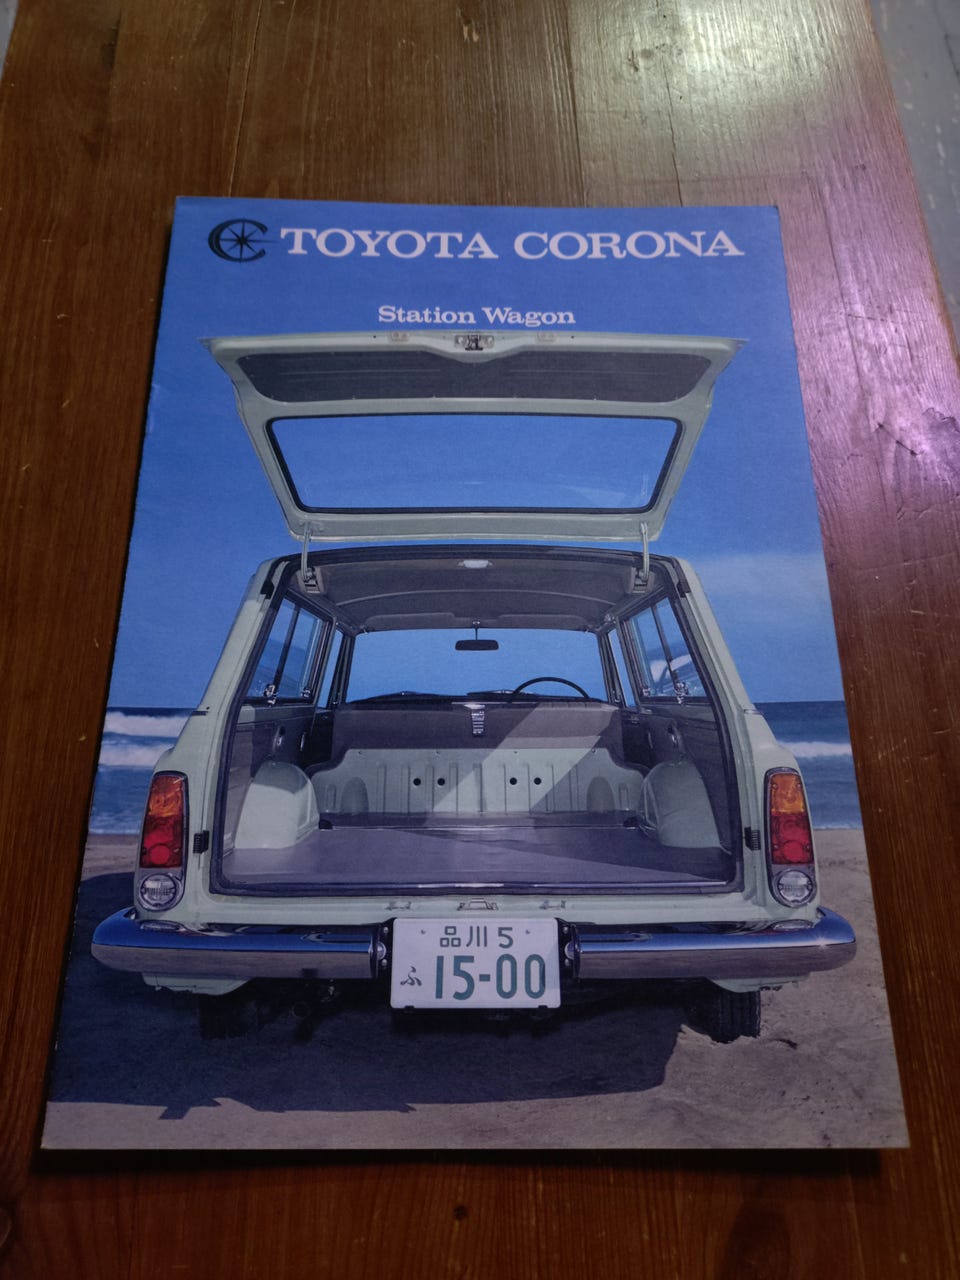 TOYOTA CORONA
Station Wagon
品川 5
ふ 15-00